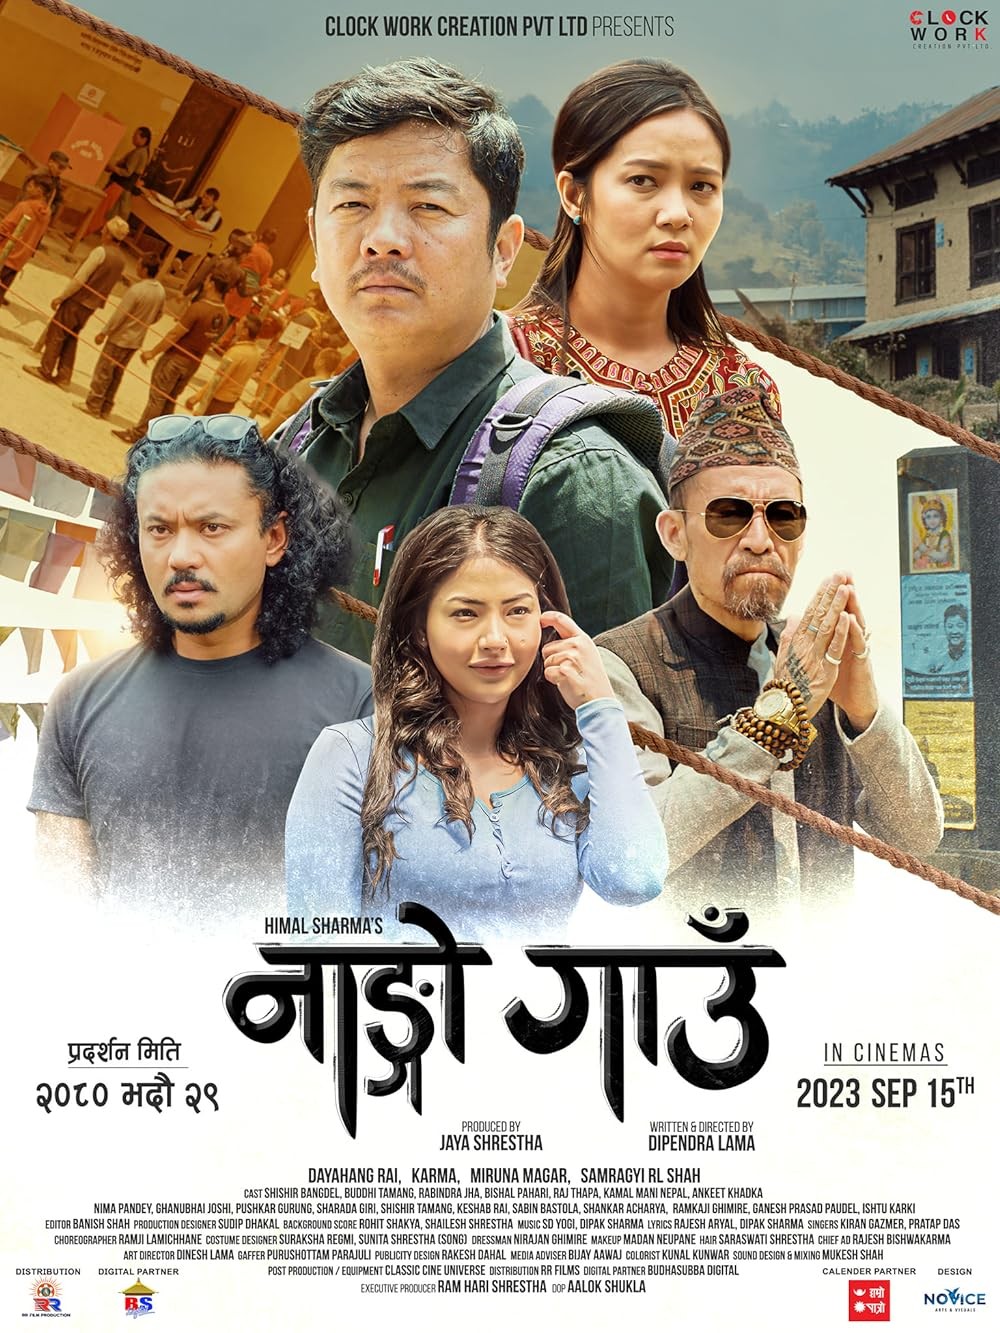 CLOCK WORK CREATION PVT LTD PRESENTS
CLOCK
WORK
CREATION PVT. LTD.
HIMAL SHARMA'S
नाङ्गो गाउँ
प्रदर्शन मिति
२०८० भदौ २९
IN CINEMAS
2023 SEP 15TH
PRODUCED BY
JAYA SHRESTHA
WRITTEN & DIRECTED BY
DIPENDRA LAMA
DAYAHANG RAI, KARMA, MIRUNA MAGAR, SAMRAGYI RL SHAH
CAST SHISHIR BANGDEL, BUDDHI TAMANG, RABINDRA JHA, BISHAL PAHARI, RAJ THAPA, KAMAL MANI NEPAL, ANKEET KHADKA
NIMA PANDEY, GHANUBHAI JOSHI, PUSHKAR GURUNG, SHARADA GIRI, SHISHIR TAMANG, KESHAB RAI, SABIN BASTOLA, SHANKAR ACHARYA, RAMKAJI GHIMIRE, GANESH PRASAD PAUDEL, ISHTU KARKI
EDITOR BANISH SHAH PRODUCTION DESIGNER SUDIP DHAKAL BACKGROUND SCORE ROHIT SHAKYA, SHAILESH SHRESTHA MUSIC SD YOGI, DIPAK SHARMA LYRICS RAJESH ARYAL, DIPAK SHARMA SINGERS KIRAN GAZMER, PRATAP DAS
CHOREOGRAPHER RAMJI LAMICHHANE COSTUME DESIGNER SURAKSHA REGMI, SUNITA SHRESTHA (SONG) DRESSMAN NIRAJAN GHIMIRE MAKEUP MADAN NEUPANE HAIR SARASWATI SHRESTHA CHIEF AD RAJESH BISHWAKARMA
ART DIRECTOR DINESH LAMA GAFFER PURUSHOTTAM PARAJULI PUBLICITY DESIGN RAKESH DAHAL MEDIA ADVISER BIJAY AAWAJ COLORIST KUNAL KUNWAR SOUND DESIGN & MIXING MUKESH SHAH
POST PRODUCTION / EQUIPMENT CLASSIC CINE UNIVERSE DISTRIBUTION RR FILMS DIGITAL PARTNER BUDHASUBBA DIGITAL
EXECUTIVE PRODUCER RAM HARI SHRESTHA DOP AALOK SHUKLA
DISTRIBUTION
RR
RR FILM PRODUCTION
DIGITAL PARTNER
BS
CALENDER PARTNER
हाम्रो
पात्रो
DESIGN
NOVICE
ARTS & VISUALS